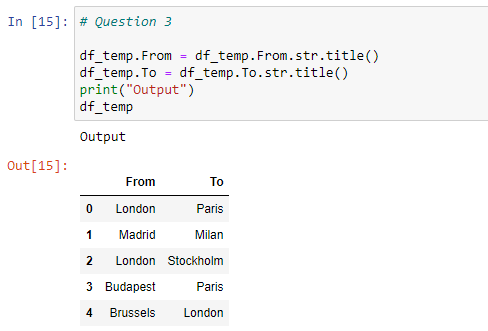 In [15]: # Question 3
df_temp.From = df_temp.From.str.title()
df_temp.To = df_temp.To.str.title()
print("Output")
df_temp
Output
Out[15]:
From To
0 London Paris
1 Madrid Milan
2 London Stockholm
3 Budapest Paris
4 Brussels London